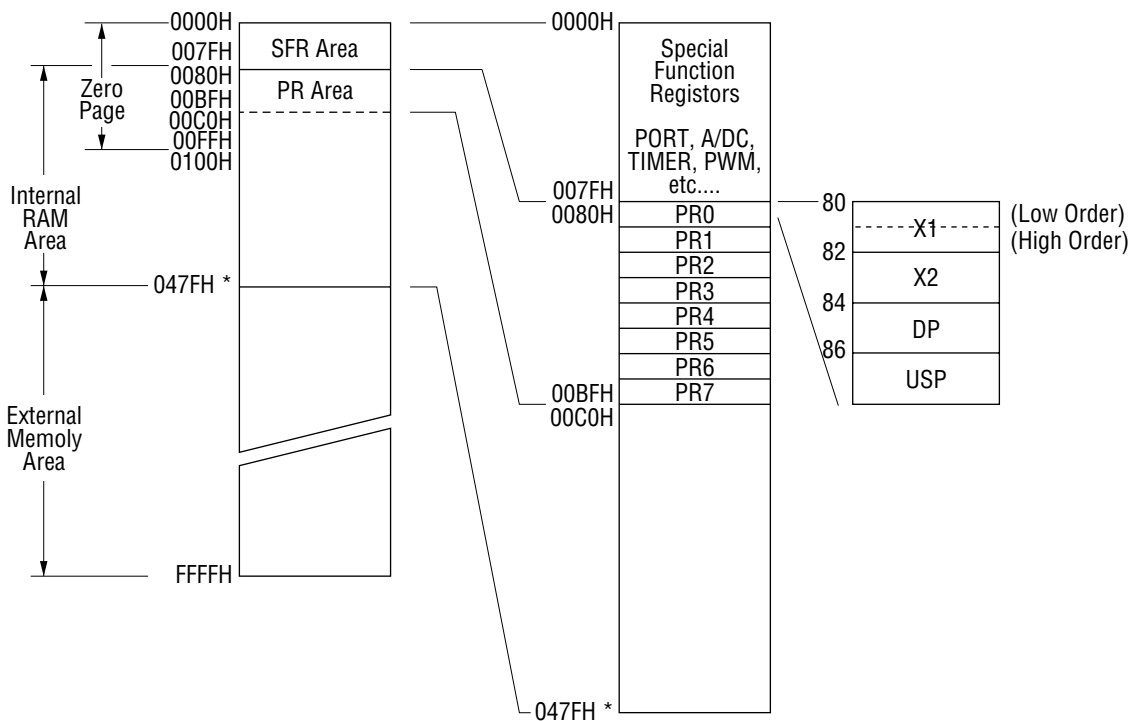 0000H
007FH
0080H
00BFH
00C0H
00FFH
0100H
047FH *
FFFFH
Zero
Page
Internal
RAM
Area
External
Memoly
Area
SFR Area
PR Area
0000H
007FH
0080H
00BFH
00C0H
047FH *
Special
Function
Registors
PORT, A/DC,
TIMER, PWM,
etc....
PR0
PR1
PR2
PR3
PR4
PR5
PR6
PR7
80
82
84
86
X1
X2
DP
USP
(Low Order)
(High Order)